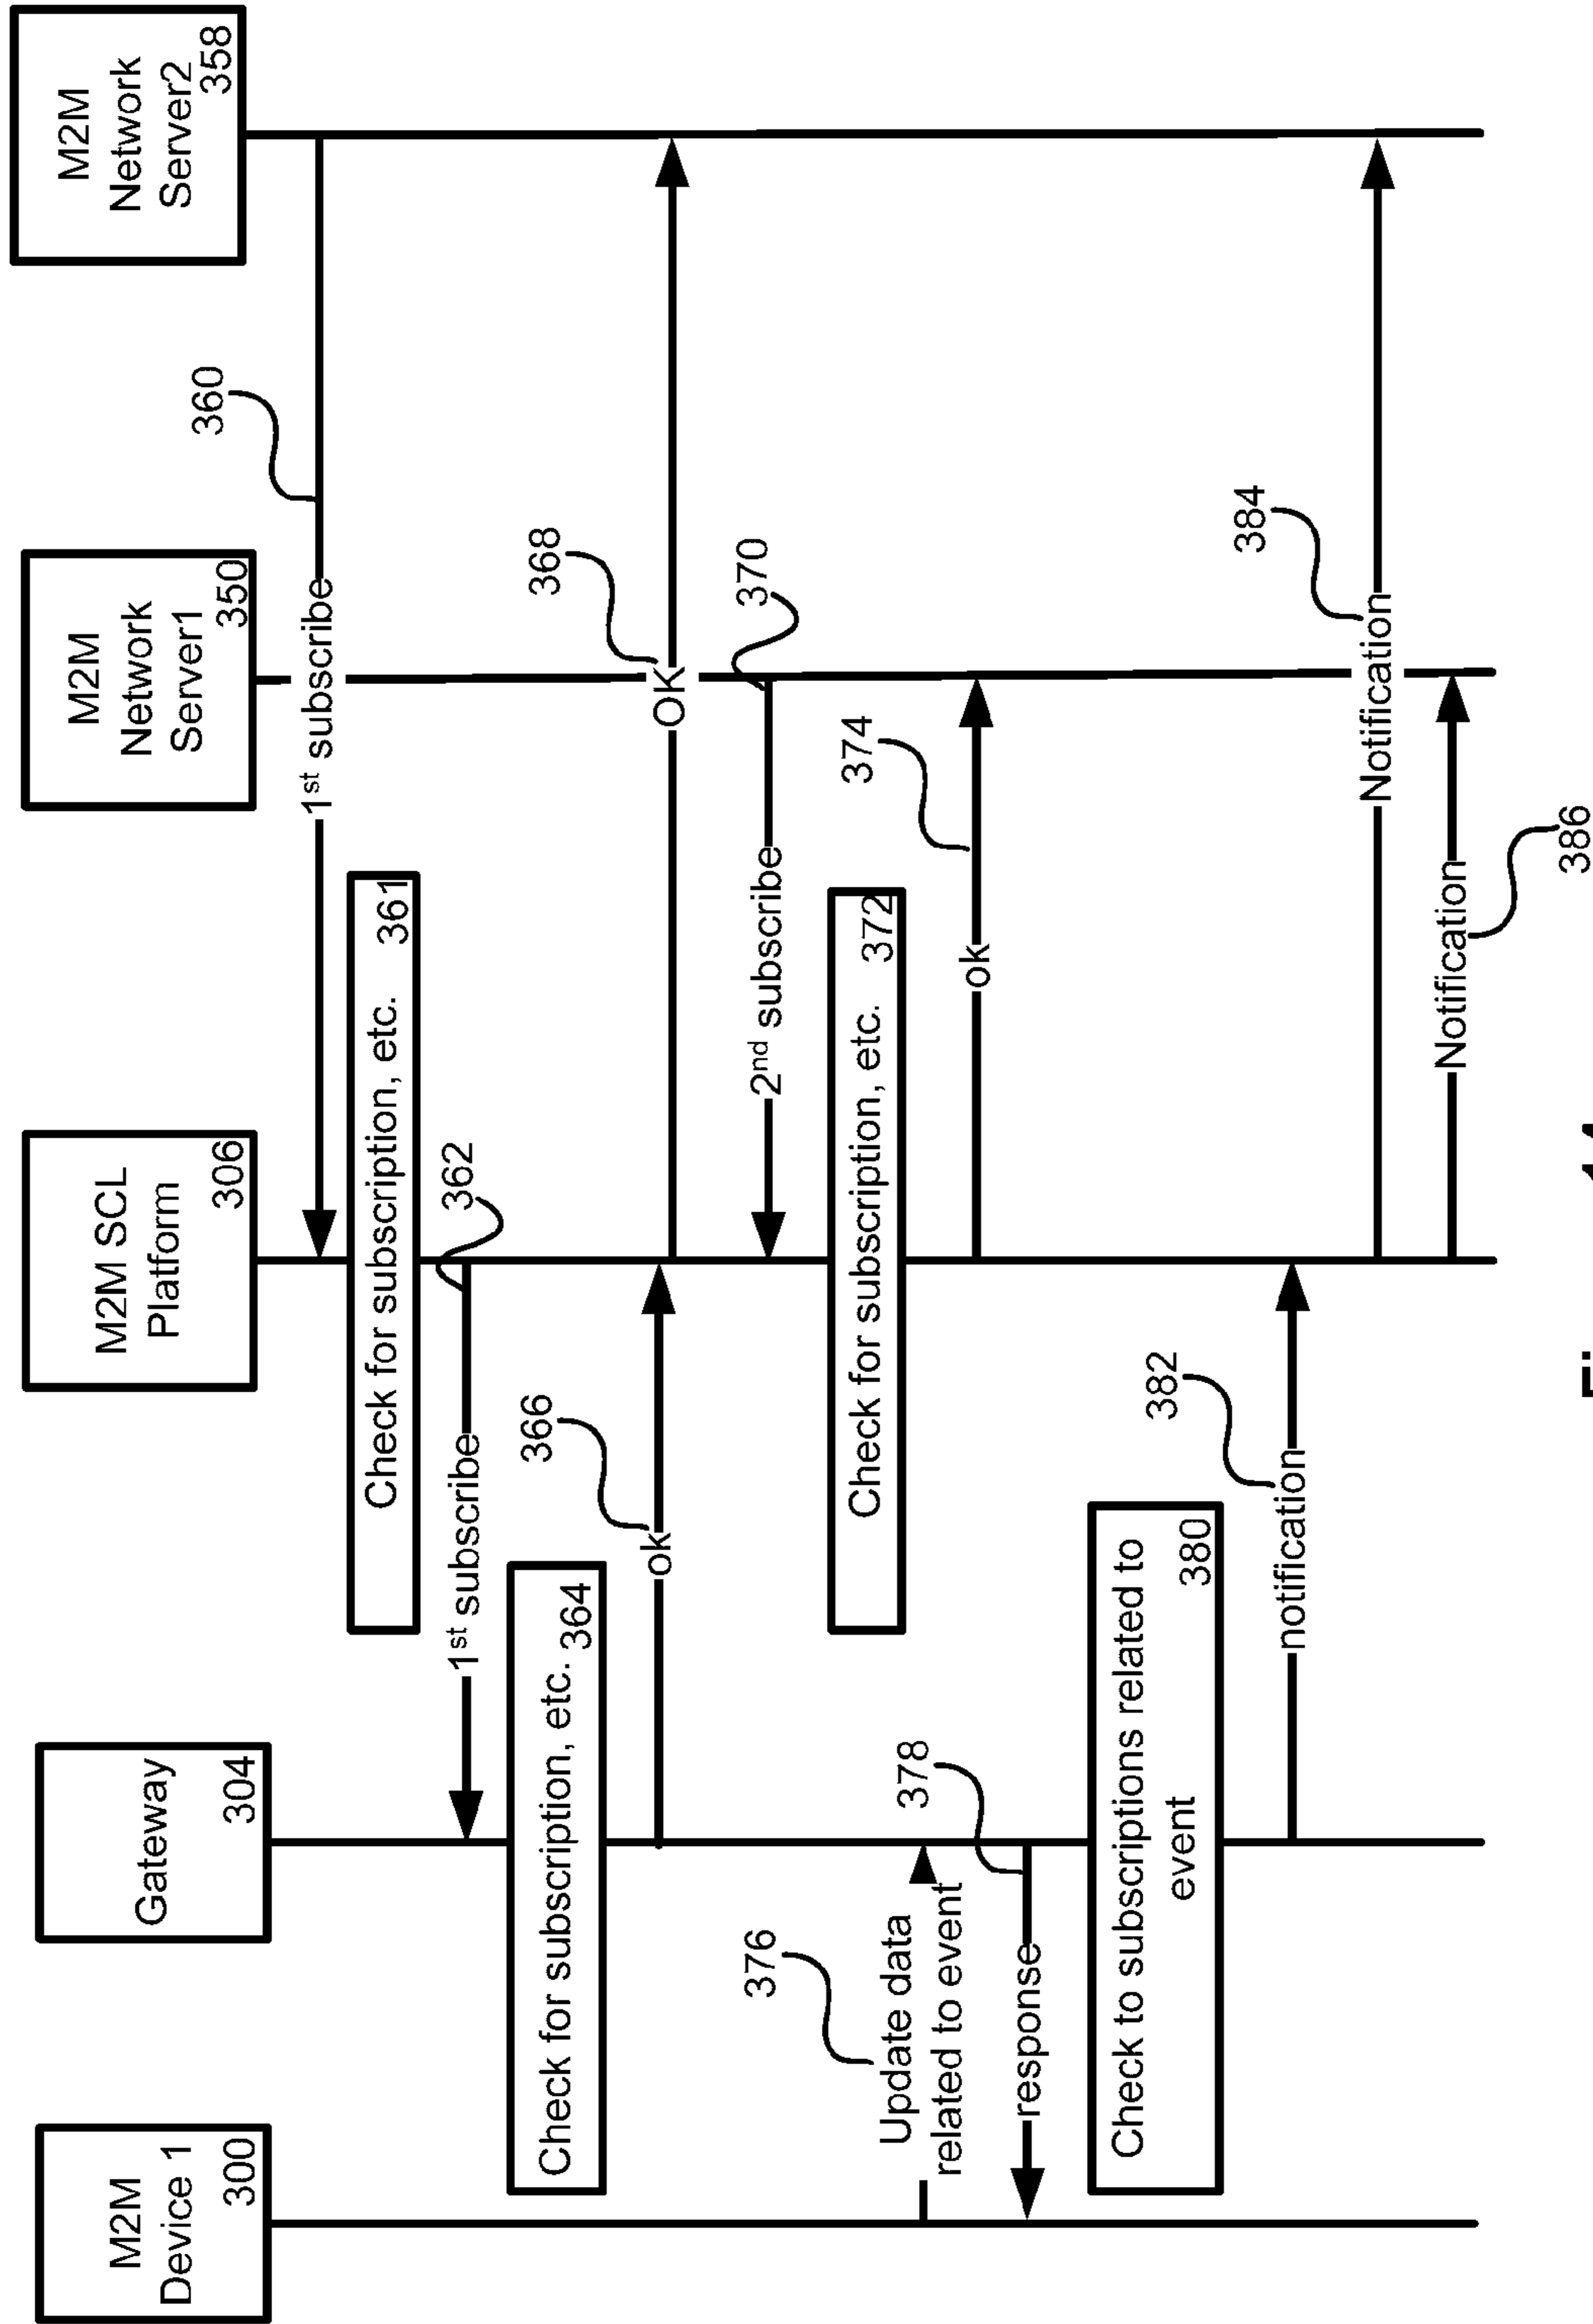 M2M
Device 1
300
Gateway
304
M2M SCL
Platform
306
M2M
Network
Server1
350
M2M
Network
Server2
358
360
1st subscribe
Check for subscription, etc. 361
362
1st subscribe
Check for subscription, etc. 364
366
ok
368
OK
370
2nd subscribe
Check for subscription, etc. 372
374
ok
376
Update data
related to event
378
response
Check to subscriptions related to
event
380
382
notification
384
Notification
Notification
386